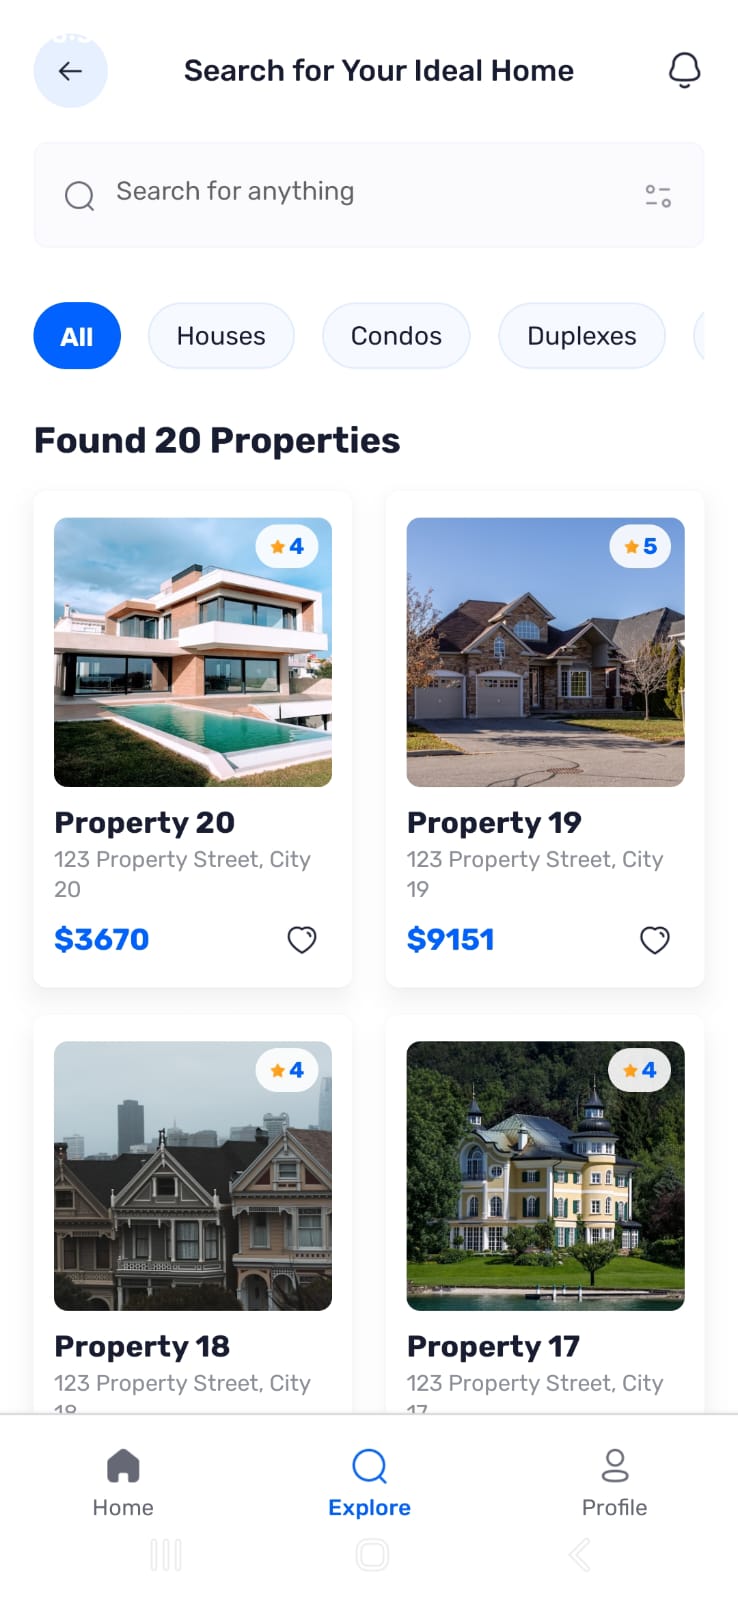 Search for Your Ideal Home
Search for anything
All
Houses
Condos
Duplexes
Found 20 Properties
4
5
Property 20
123 Property Street, City
20
$3670
Property 19
123 Property Street, City
19
$9151
4
4
Property 18
123 Property Street, City
18
Property 17
123 Property Street, City
17
Home
Explore
Profile